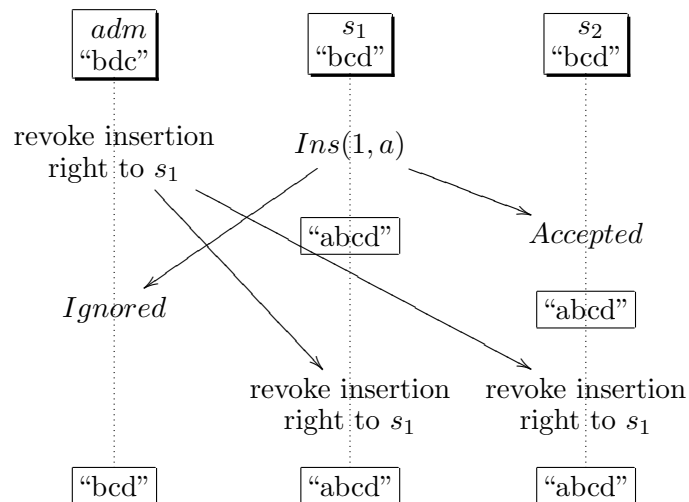 adm
“bdc”
s₁
“bcd”
s₂
“bcd”
revoke insertion
right to s₁
Ins(1, a)
“abcd”
Accepted
Ignored
“abcd”
revoke insertion
right to s₁
revoke insertion
right to s₁
“bcd”
“abcd”
“abcd”